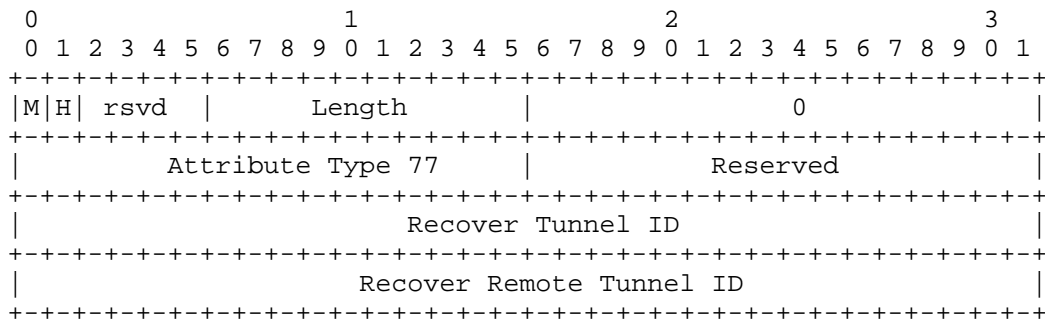 0                   1                   2                   3
 0 1 2 3 4 5 6 7 8 9 0 1 2 3 4 5 6 7 8 9 0 1 2 3 4 5 6 7 8 9 0 1
+-+-+-+-+-+-+-+-+-+-+-+-+-+-+-+-+-+-+-+-+-+-+-+-+-+-+-+-+-+-+-+-+
|M|H| rsvd  |      Length       |                0              |
+-+-+-+-+-+-+-+-+-+-+-+-+-+-+-+-+-+-+-+-+-+-+-+-+-+-+-+-+-+-+-+-+
|         Attribute Type 77     |           Reserved            |
+-+-+-+-+-+-+-+-+-+-+-+-+-+-+-+-+-+-+-+-+-+-+-+-+-+-+-+-+-+-+-+-+
|                        Recover Tunnel ID                      |
+-+-+-+-+-+-+-+-+-+-+-+-+-+-+-+-+-+-+-+-+-+-+-+-+-+-+-+-+-+-+-+-+
|                     Recover Remote Tunnel ID                  |
+-+-+-+-+-+-+-+-+-+-+-+-+-+-+-+-+-+-+-+-+-+-+-+-+-+-+-+-+-+-+-+-+